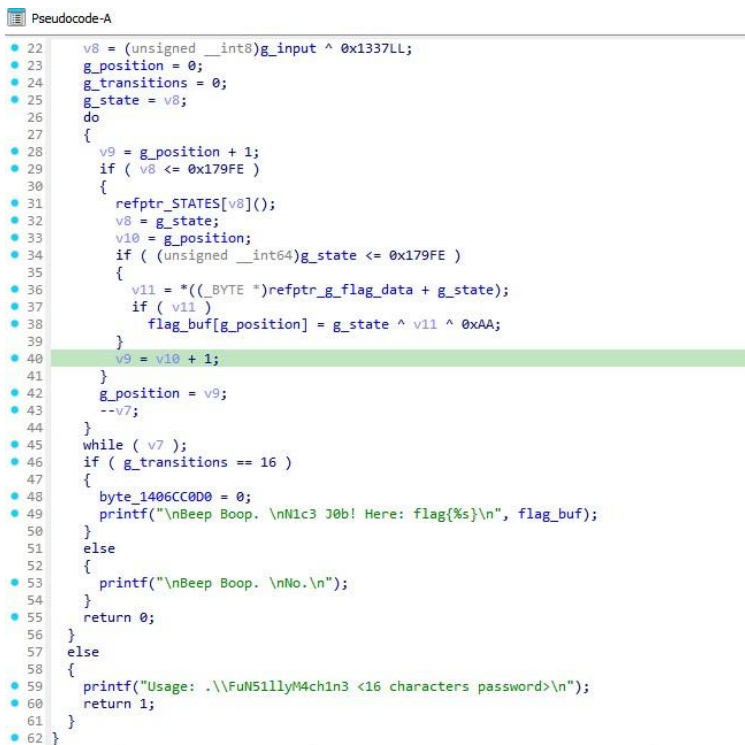 Pseudocode-A
22 v8 = (unsigned __int8)g_input ^ 0x1337LL;
23 g_position = 0;
24 g_transitions = 0;
25 g_state = v8;
26 do
27 {
28 v9 = g_position + 1;
29 if ( v8 <= 0x179FE )
30 {
31 refptr_STATES[v8]();
32 v8 = g_state;
33 v10 = g_position;
34 if ( (unsigned __int64)g_state <= 0x179FE )
35 {
36 v11 = *((_BYTE *)refptr_g_flag_data + g_state);
37 if ( v11 )
38 flag_buf[g_position] = g_state ^ v11 ^ 0xAA;
39 }
40 v9 = v10 + 1;
41 }
42 g_position = v9;
43 --v7;
44 }
45 while ( v7 );
46 if ( g_transitions == 16 )
47 {
48 byte_1406CC0D0 = 0;
49 printf("\nBeep Boop. \nN1c3 J0b! Here: flag{%s}\n", flag_buf);
50 }
51 else
52 {
53 printf("\nBeep Boop. \nNo.\n");
54 }
55 return 0;
56 }
57 else
58 {
59 printf("Usage: .\\FuN51llyM4ch1n3 <16 characters password>\n");
60 return 1;
61 }
62 }